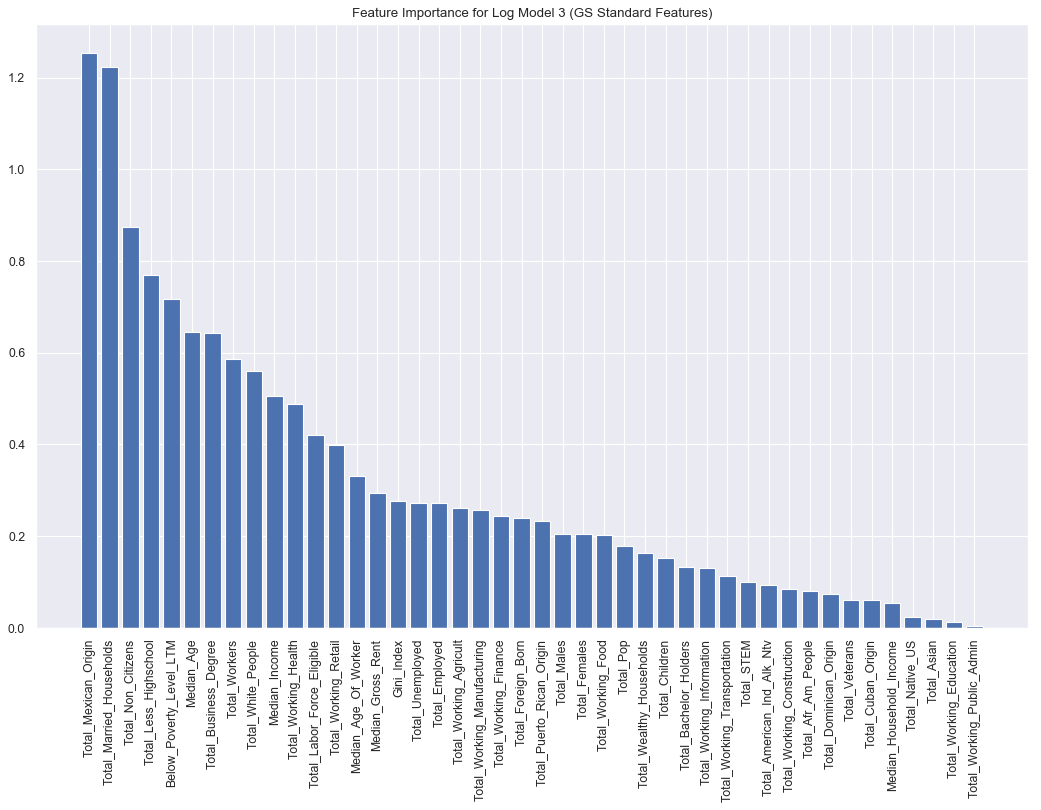 Feature Importance for Log Model 3 (GS Standard Features)
1.2
1.0
0.8
0.6
0.4
0.2
0.0
Total_Mexican_Origin
Total_Married_Households
Total_Non_Citizens
Total_Less_Highschool
Below_Poverty_Level_LTM
Median_Age
Total_Business_Degree
Total_Workers
Total_White_People
Median_Income
Total_Working_Health
Total_Labor_Force_Eligible
Total_Working_Retail
Median_Age_Of_Worker
Median_Gross_Rent
Gini_Index
Total_Unemployed
Total_Employed
Total_Working_Agricult
Total_Working_Manufacturing
Total_Working_Finance
Total_Foreign_Born
Total_Puerto_Rican_Origin
Total_Males
Total_Females
Total_Working_Food
Total_Pop
Total_Wealthy_Households
Total_Children
Total_Bachelor_Holders
Total_Working_Information
Total_Working_Transportation
Total_STEM
Total_American_Ind_Alk_Ntv
Total_Working_Construction
Total_Afr_Am_People
Total_Dominican_Origin
Total_Veterans
Total_Cuban_Origin
Median_Household_Income
Total_Native_US
Total_Asian
Total_Working_Education
Total_Working_Public_Admin